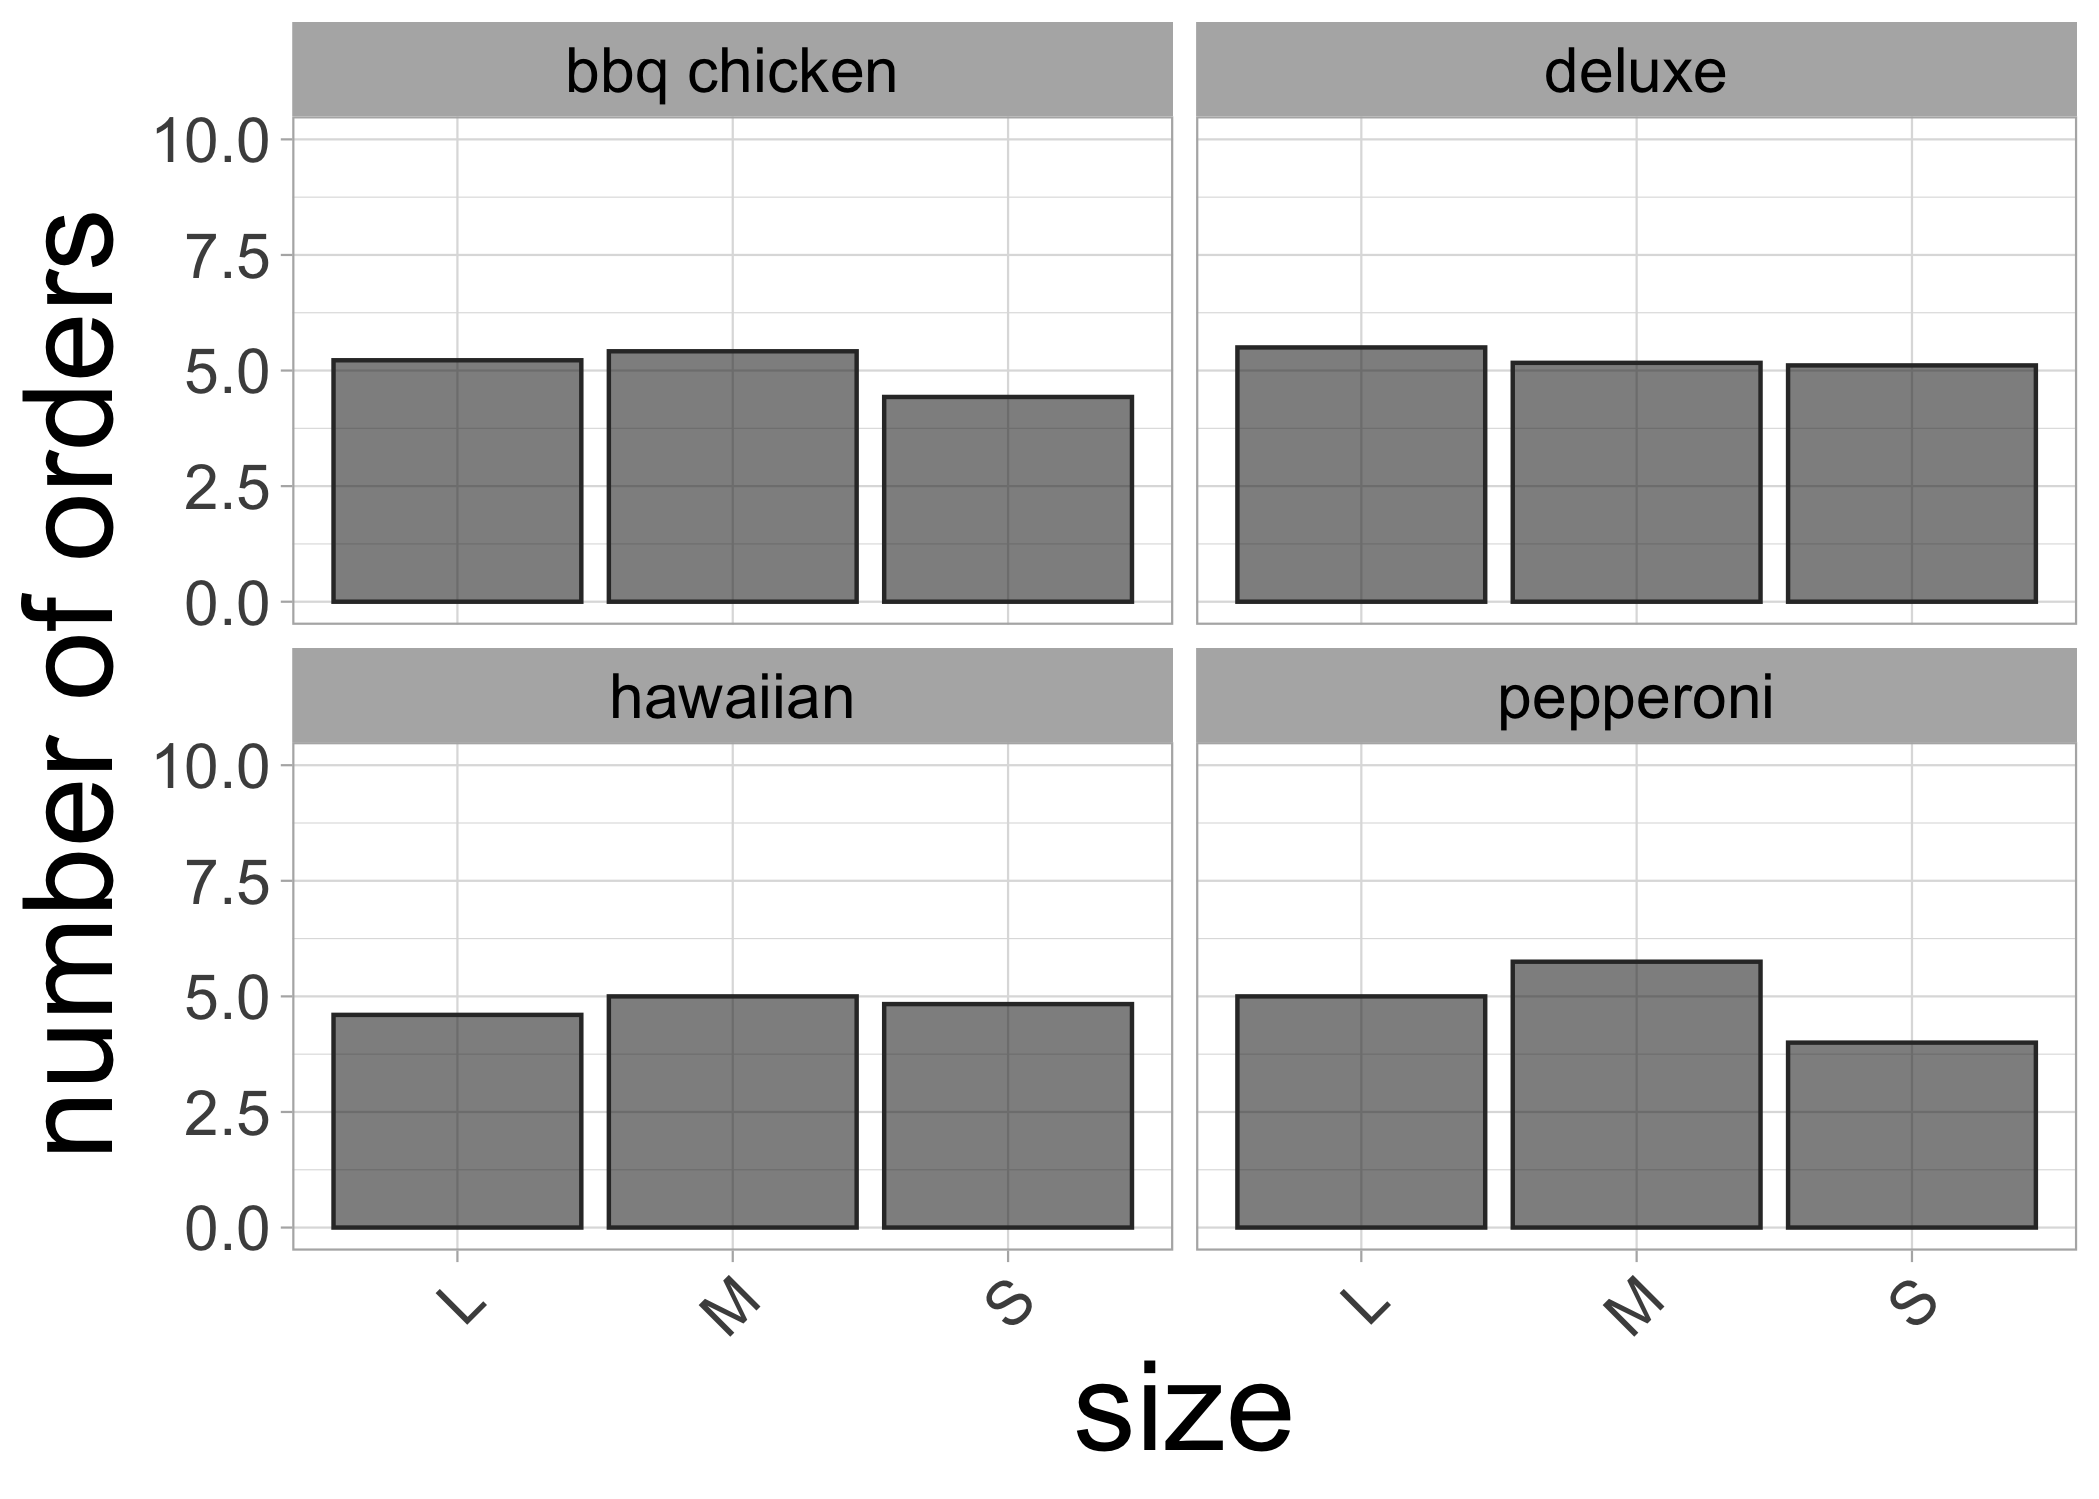 bbq chicken
deluxe
10.0
7.5
5.0
2.5
0.0
hawaiian
pepperoni
10.0
7.5
5.0
2.5
0.0
L
M
S
L
M
S
size
number of orders